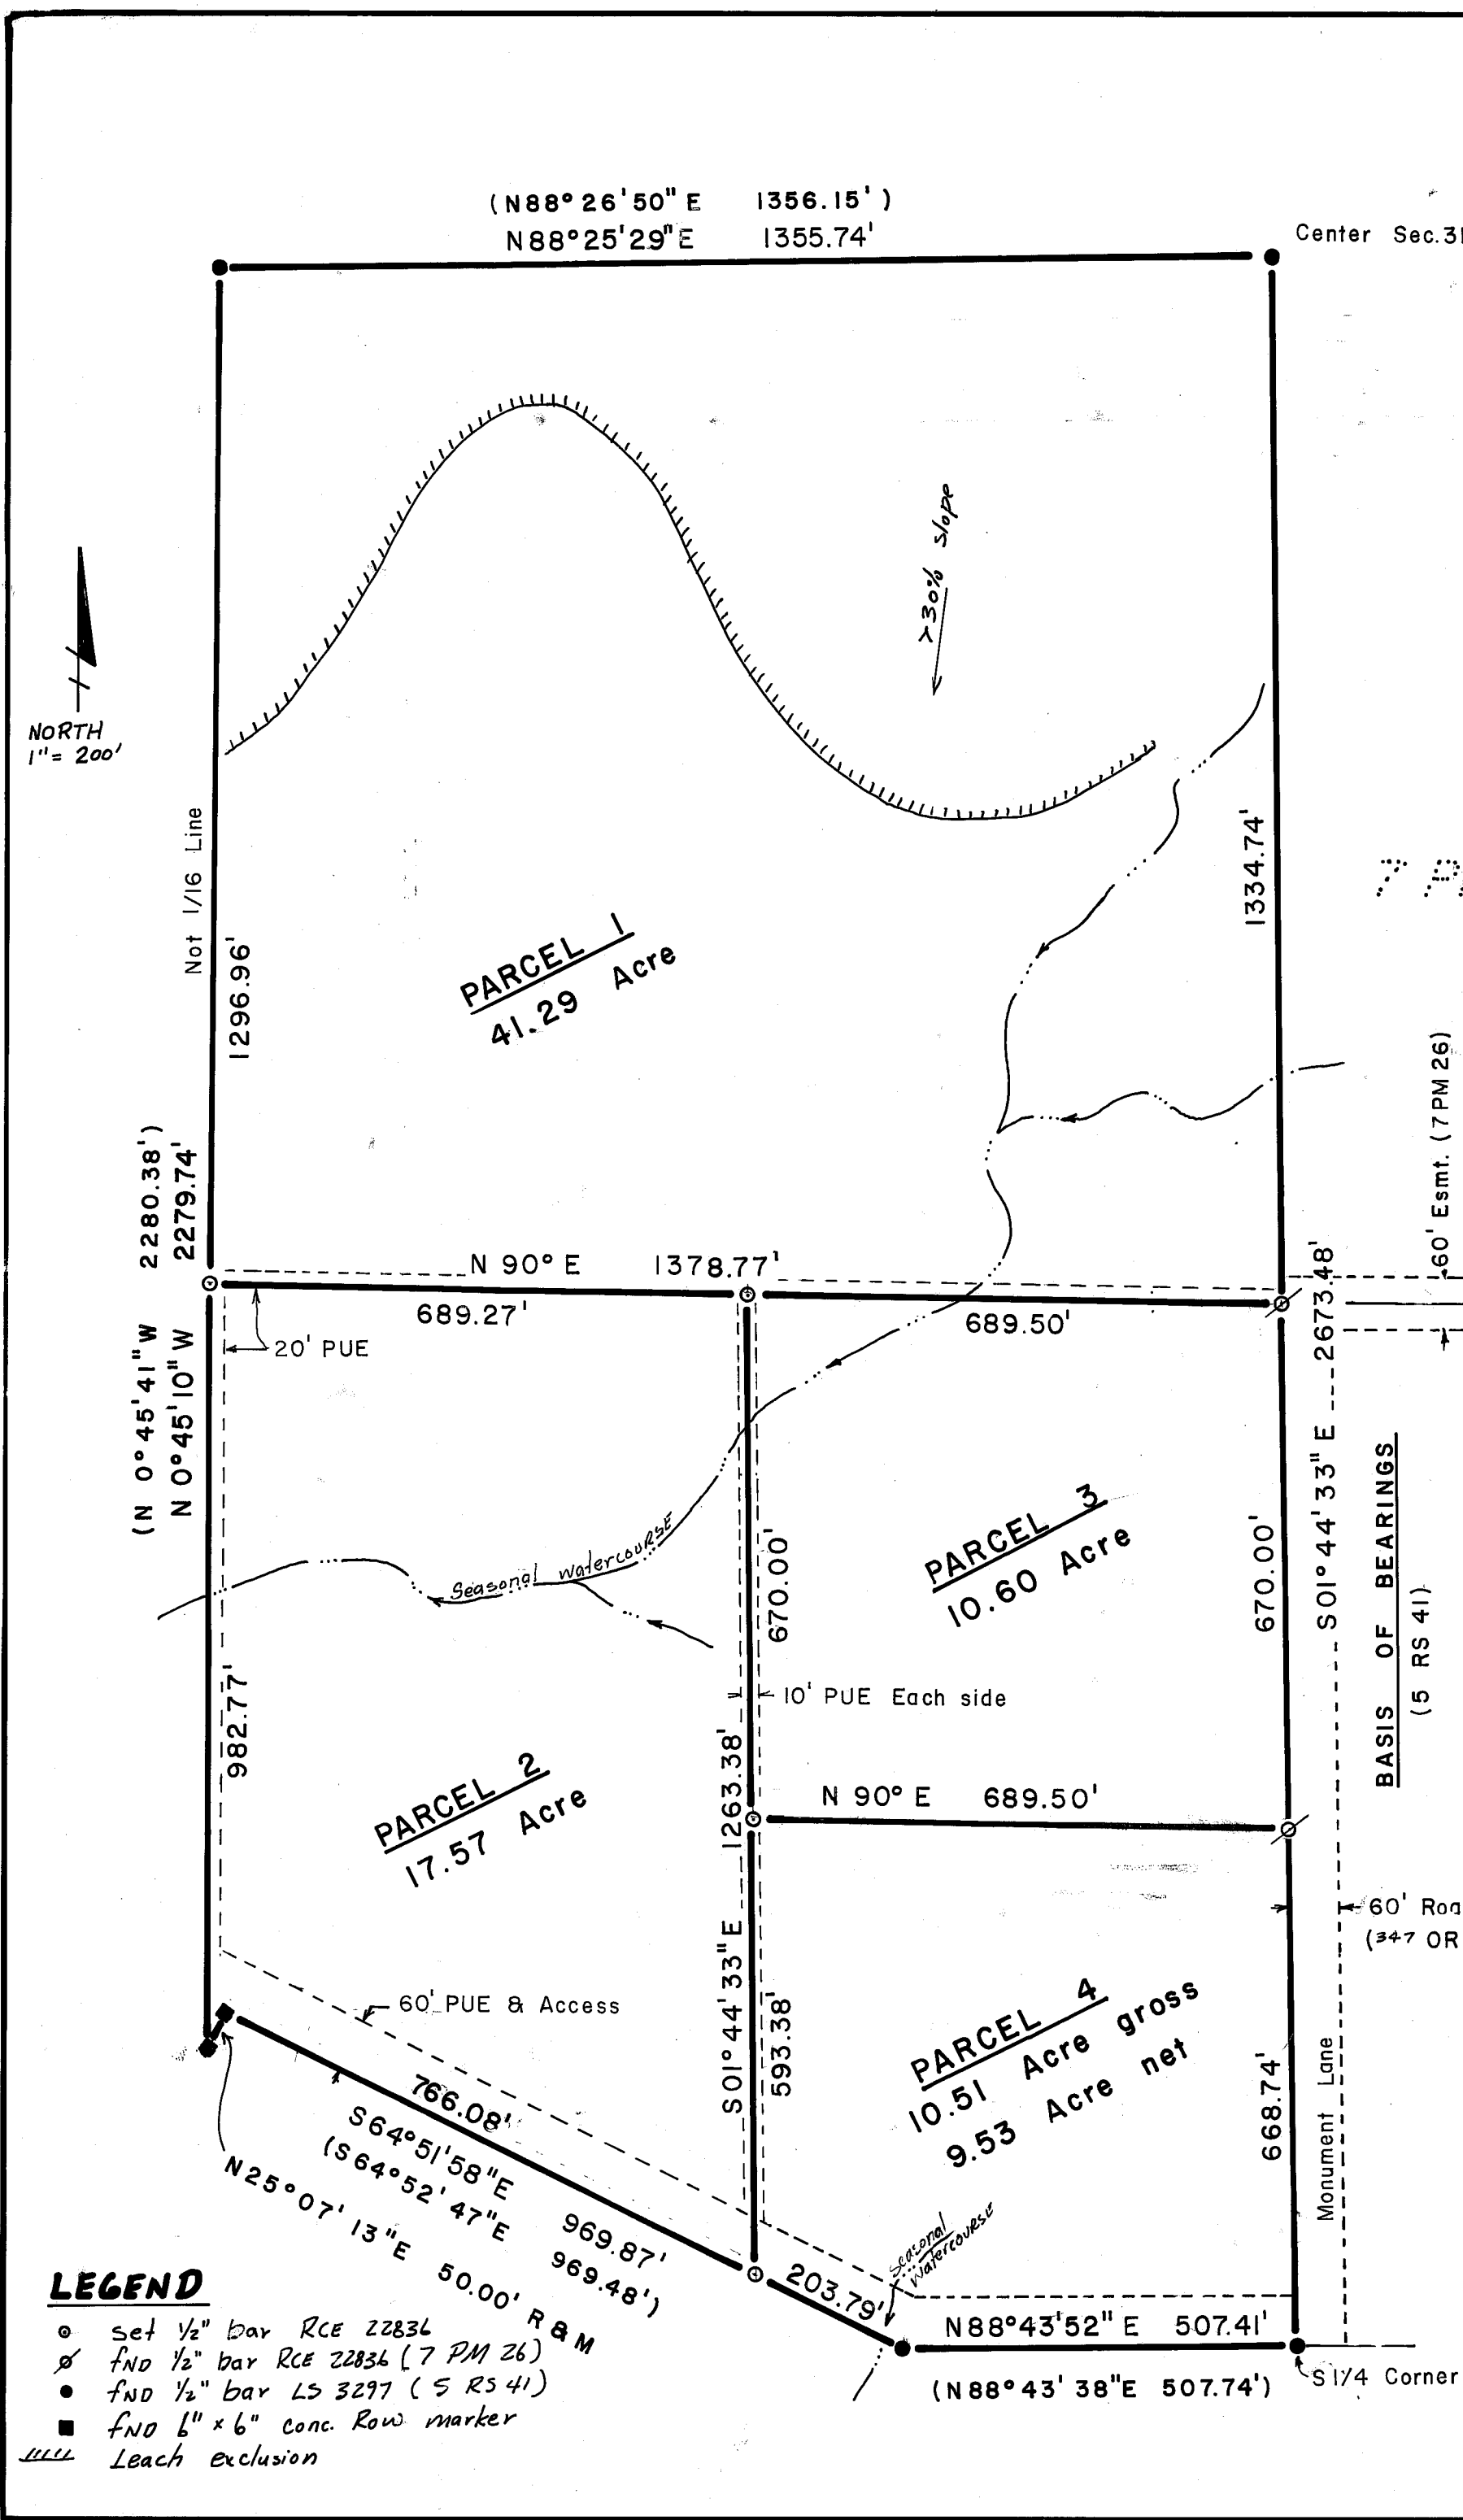 (N88°26'50"E 1356.15')
N88°25'29"E 1355.74'
Center Sec.31
>30% slope
NORTH
1"= 200'
Not 1/16 Line
1296.96'
1334.74'
7
PARCEL 1
41.29 Acre
60' Esmt. (7 PM 26)
2280.38')
2279.74'
N 90° E 1378.77'
689.27'
689.50'
20' PUE
(N 0°45'41"W
N 0°45'10"W
S01°44'33"E 2673.48'
BASIS OF BEARINGS
(5 RS 41)
Seasonal Watercourse
670.00'
PARCEL 3
10.60 Acre
670.00'
10' PUE Each side
982.77'
PARCEL 2
17.57 Acre
S01°44'33"E 1263.38'
N 90° E 689.50'
60'
(347 OR
60' PUE & Access
593.38'
PARCEL 4
10.51 Acre gross
9.53 Acre net
668.74'
Monument Lane
766.08'
S64°51'58"E 969.87'
(S64°52'47"E 969.48')
N25°07'13"E 50.00' R & M
Seasonal
Watercourse
203.79'
N88°43'52"E 507.41'
(N88°43'38"E 507.74')
S 1/4 Corner
LEGEND
set 1/2" bar RCE 22836
fND 1/2" bar RCE 22836 (7 PM 26)
fND 1/2" bar LS 3297 (5 RS 41)
fND 6" x 6" conc. Row marker
Leach exclusion